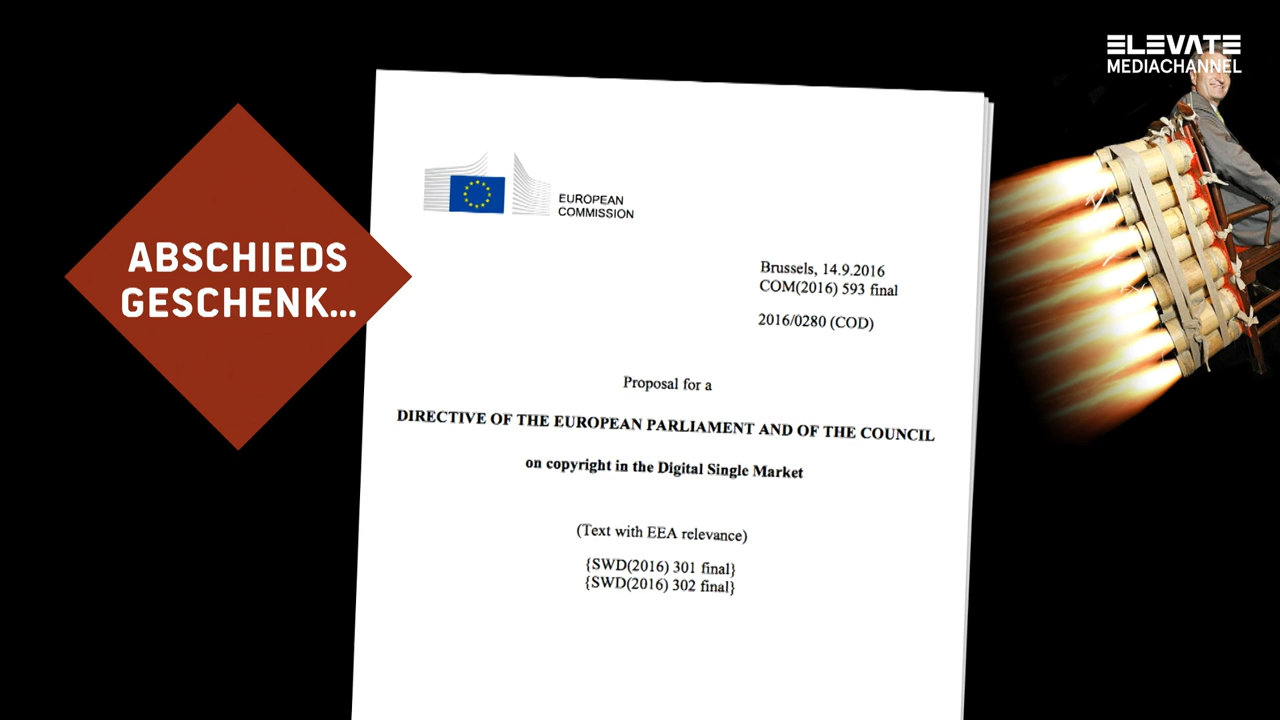 ELEVATE
MEDIACHANNEL
ABSCHIEDS
GESCHENK...
EUROPEAN
COMMISSION
Brussels, 14.9.2016
COM(2016) 593 final
2016/0280 (COD)
Proposal for a
DIRECTIVE OF THE EUROPEAN PARLIAMENT AND OF THE COUNCIL
on copyright in the Digital Single Market
(Text with EEA relevance)
{SWD(2016) 301 final}
{SWD(2016) 302 final}